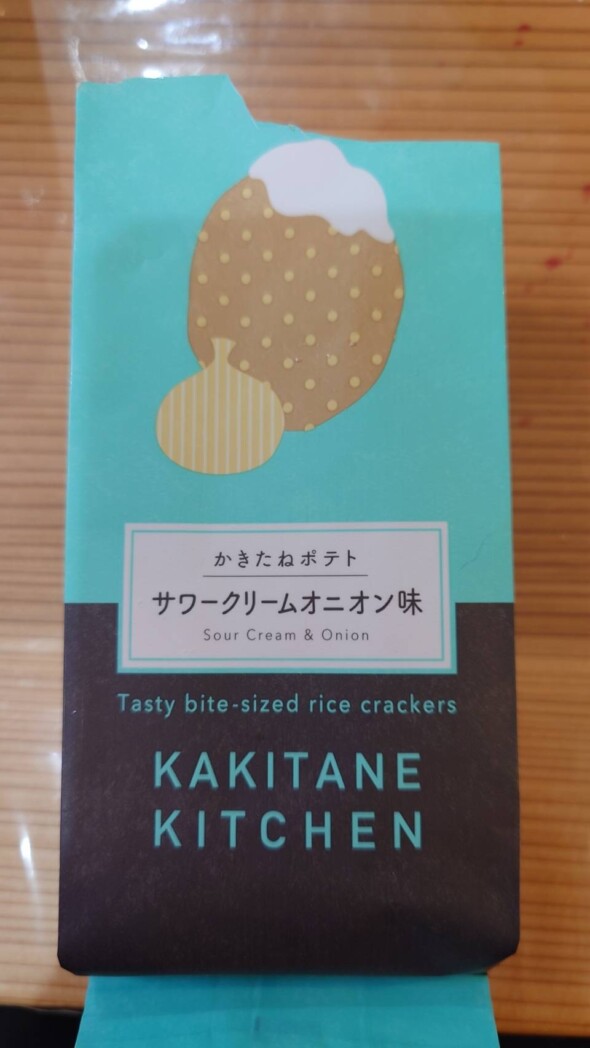 かきたねポテト
サワークリームオニオン味
Sour Cream & Onion
Tasty bite-sized rice crackers
KAKITANE
KITCHEN